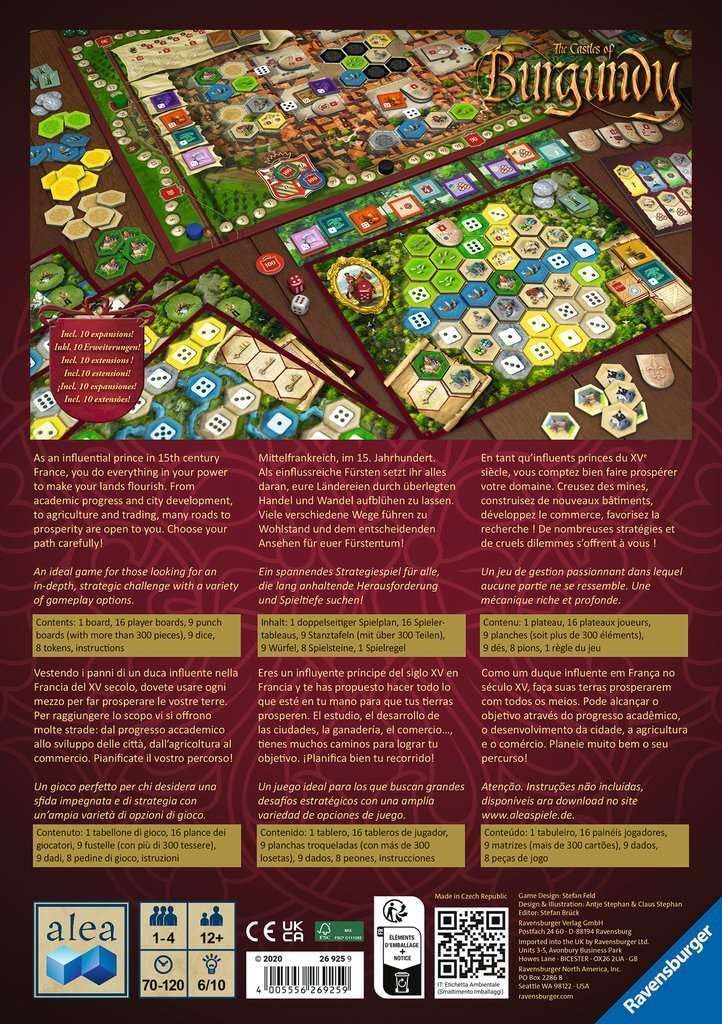 The Castles of
Burgundy
100
Incl. 10 expansions!
Inkl. 10 Erweiterungen!
Incl. 10 extensions !
Incl.10 estensioni!
¡Incl. 10 expansiones!
Incl. 10 extensões!
As an influential prince in 15th century
France, you do everything in your power
to make your lands flourish. From
academic progress and city development,
to agriculture and trading, many roads to
prosperity are open to you. Choose your
path carefully!
An ideal game for those looking for an
in-depth, strategic challenge with a variety
of gameplay options.
Contents: 1 board, 16 player boards, 9 punch
boards (with more than 300 pieces), 9 dice,
8 tokens, instructions
Mittelfrankreich, im 15. Jahrhundert.
Als einflussreiche Fürsten setzt ihr alles
daran, eure Ländereien durch überlegten
Handel und Wandel aufblühen zu lassen.
Viele verschiedene Wege führen zu
Wohlstand und dem entscheidenden
Ansehen für euer Fürstentum!
Ein spannendes Strategiespiel für alle,
die lang anhaltende Herausforderung
und Spieltiefe suchen!
Inhalt: 1 doppelseitiger Spielplan, 16 Spieler-
tableaus, 9 Stanztafeln (mit über 300 Teilen),
9 Würfel, 8 Spielsteine, 1 Spielregel
En tant qu'influents princes du XVe
siècle, vous comptez bien faire prospérer
votre domaine. Creusez des mines,
construisez de nouveaux bâtiments,
développez le commerce, favorisez la
recherche ! De nombreuses stratégies et
de cruels dilemmes s'offrent à vous !
Un jeu de gestion passionnant dans lequel
aucune partie ne se ressemble. Une
mécanique riche et profonde.
Contenu: 1 plateau, 16 plateaux joueurs,
9 planches (soit plus de 300 éléments),
9 dés, 8 pions, 1 règle du jeu
Vestendo i panni di un duca influente nella
Francia del XV secolo, dovete usare ogni
mezzo per far prosperare le vostre terre.
Per raggiungere lo scopo vi si offrono
molte strade: dal progresso accademico
allo sviluppo delle città, dall'agricoltura al
commercio. Pianificate il vostro percorso!
Un gioco perfetto per chi desidera una
sfida impegnata e di strategia con
un'ampia varietà di opzioni di gioco.
Contenuto: 1 tabellone di gioco, 16 plance dei
giocatori, 9 fustelle (con più di 300 tessere),
9 dadi, 8 pedine di gioco, istruzioni
Eres un influyente príncipe del siglo XV en
Francia y te has propuesto hacer todo lo
que esté en tu mano para que tus tierras
prosperen. El estudio, el desarrollo de
las ciudades, la ganadería, el comercio...,
tienes muchos caminos para lograr tu
objetivo. ¡Planifica bien tu recorrido!
Un juego ideal para los que buscan grandes
desafíos estratégicos con una amplia
variedad de opciones de juego.
Contenido: 1 tablero, 16 tableros de jugador,
9 planchas troqueladas (con más de 300
losetas), 9 dados, 8 peones, instrucciones
Como um duque influente em França no
século XV, faça suas terras prosperarem
com todos os meios. Pode alcançar o
objetivo através do progresso acadêmico,
o desenvolvimento da cidade, a agricultura
e o comércio. Planeie muito bem o seu
percurso!
Atenção. Instruções não incluídas,
disponíveis ara download no site
www.aleaspiele.de.
Conteúdo: 1 tabuleiro, 16 painéis jogadores,
9 matrizes (mais de 300 cartões), 9 dados,
8 peças de jogo
alea
1-4
12+
70-120
6/10
CE UK CA
FSC
MIX
© 2020
26 925 9
4 005556 269259
FR
ÉLÉMENTS
D'EMBALLAGE
+
NOTICE
Made in Czech Republic
IT: Etichetta Ambientale
(Smaltimento Imballaggi)
Game Design: Stefan Feld
Design & Illustration: Antje Stephan & Claus Stephan
Editor: Stefan Brück
Ravensburger Verlag GmbH
Postfach 24 60 · D-88194 Ravensburg
Imported into the UK by Ravensburger Ltd.
Units 3-5, Avonbury Business Park
Howes Lane · BICESTER · OX26 2UA · GB
Ravensburger North America, Inc.
PO Box 2286 8
Seattle WA 98122 · USA
ravensburger.com
Ravensburger